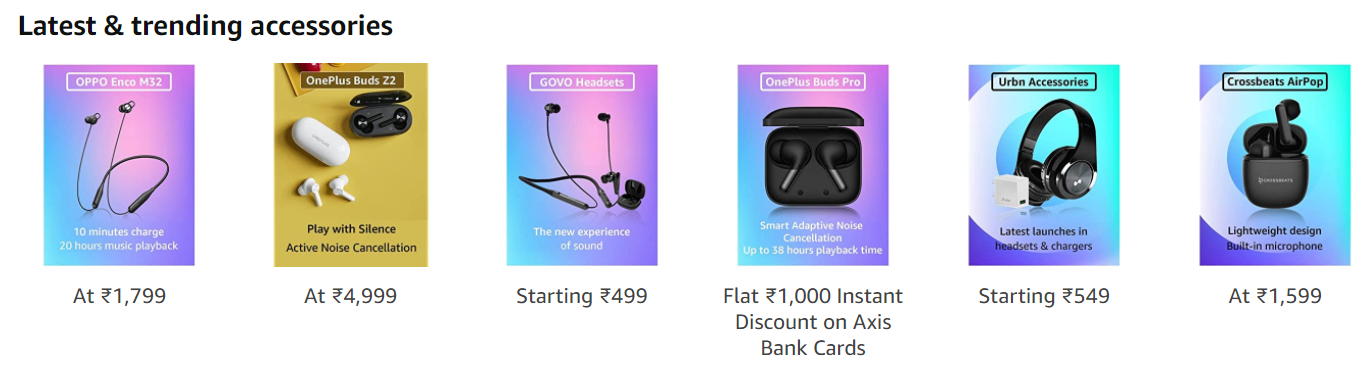 Latest & trending accessories
OPPO Enco M32
10 minutes charge
20 hours music playback
At ₹1,799
OnePlus Buds Z2
Play with Silence
Active Noise Cancellation
At ₹4,999
GOVO Headsets
The new experience
of sound
Starting ₹499
OnePlus Buds Pro
Smart Adaptive Noise
Cancellation
Up to 38 hours playback time
Flat ₹1,000 Instant
Discount on Axis
Bank Cards
Urbn Accessories
Latest launches in
headsets & chargers
Starting ₹549
Crossbeats AirPop
CROSSBEATS
Lightweight design
Built-in microphone
At ₹1,599